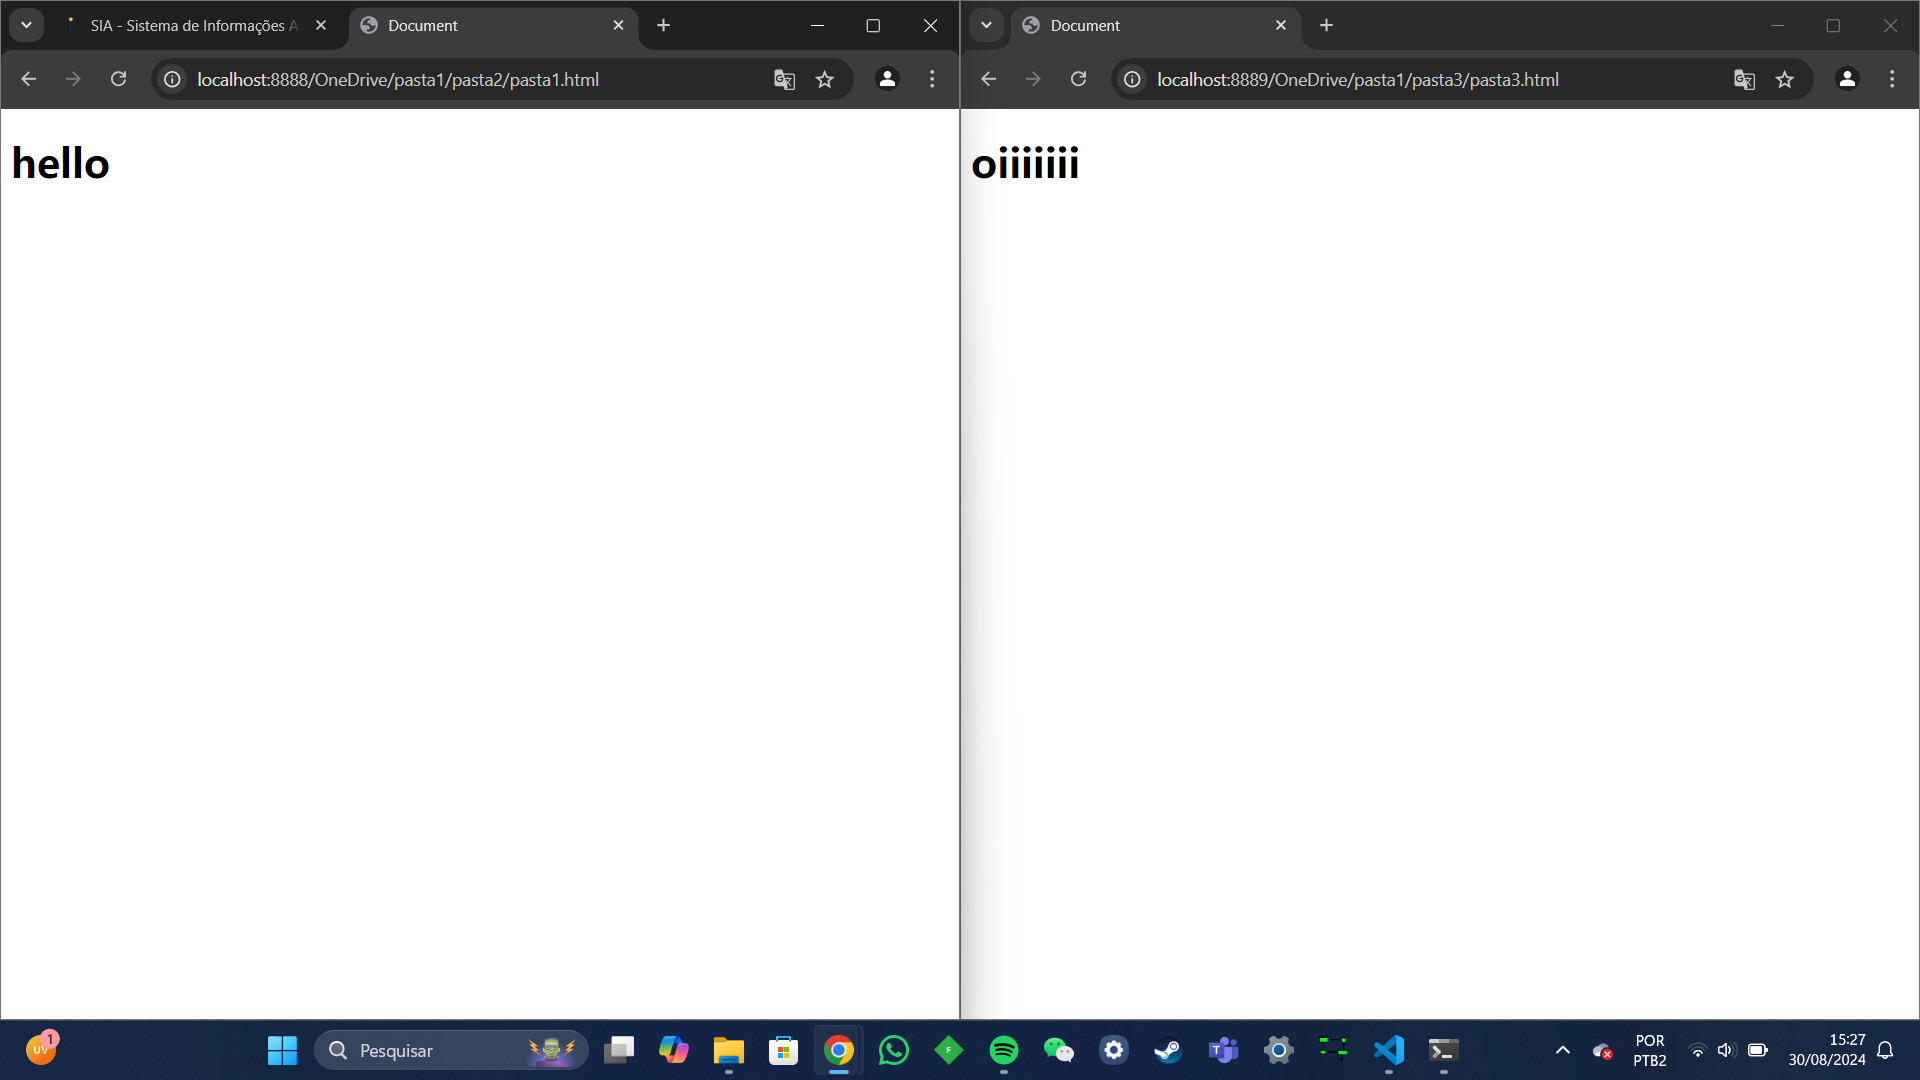 SIA - Sistema de Informações A
Document
localhost:8888/OneDrive/pasta1/pasta2/pasta1.html
hello
Document
localhost:8889/OneDrive/pasta1/pasta3/pasta3.html
oiiiiiii
UV
1
Pesquisar
F
T
POR
PTB2
15:27
30/08/2024